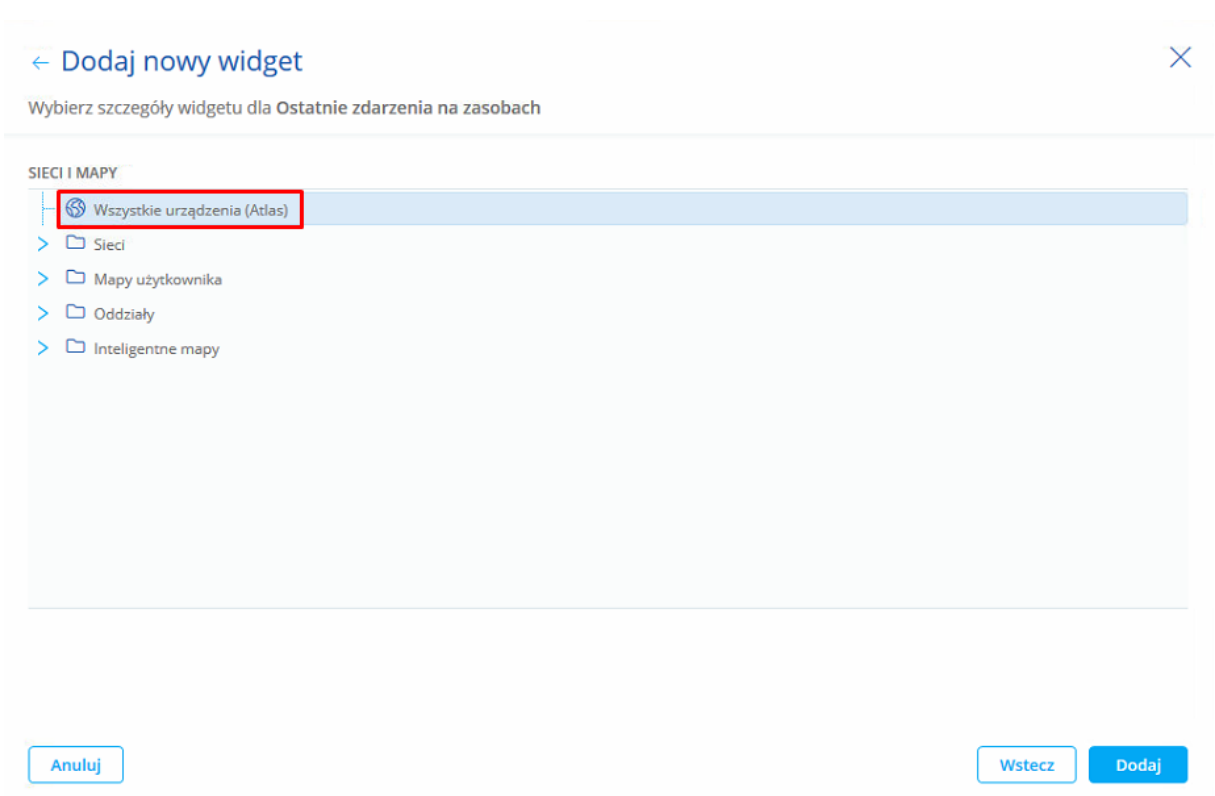 ← Dodaj nowy widget
Wybierz szczegóły widgetu dla Ostatnie zdarzenia na zasobach
SIECI I MAPY
Wszystkie urządzenia (Atlas)
Sieci
Mapy użytkownika
Oddziały
Inteligentne mapy
Anuluj Wstecz Dodaj